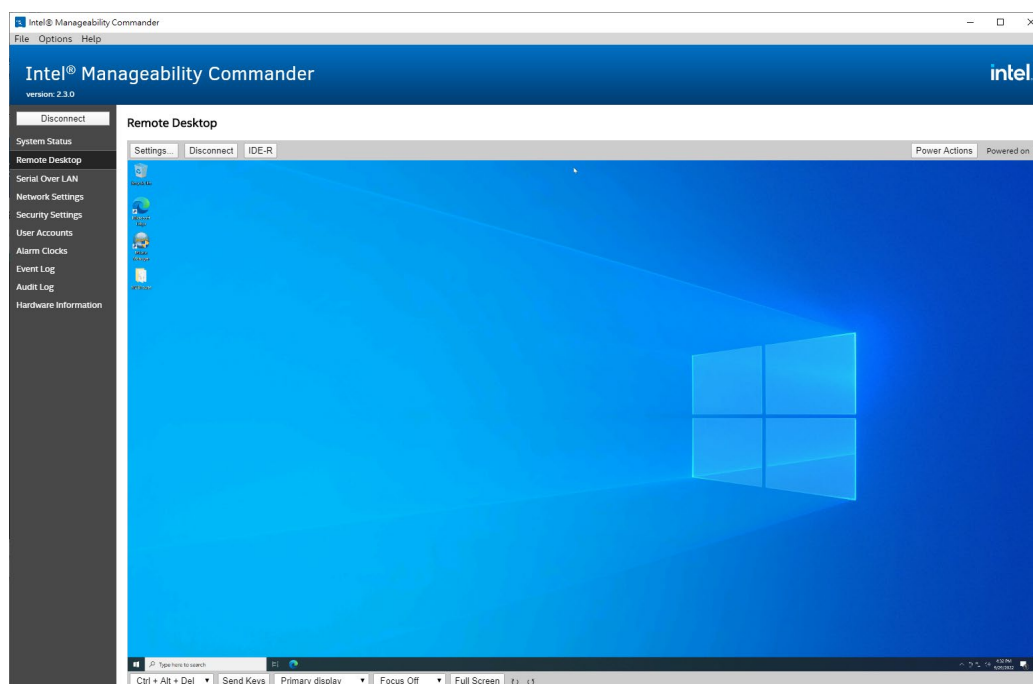 Intel® Manageability Commander
File Options Help
Intel® Manageability Commander
intel.
version: 2.3.0
Disconnect
System Status
Remote Desktop
Serial Over LAN
Network Settings
Security Settings
User Accounts
Alarm Clocks
Event Log
Audit Log
Hardware Information
Remote Desktop
Settings... Disconnect IDE-R Power Actions Powered on
Type here to search
Ctrl + Alt + Del Send Keys Primary display Focus Off Full Screen